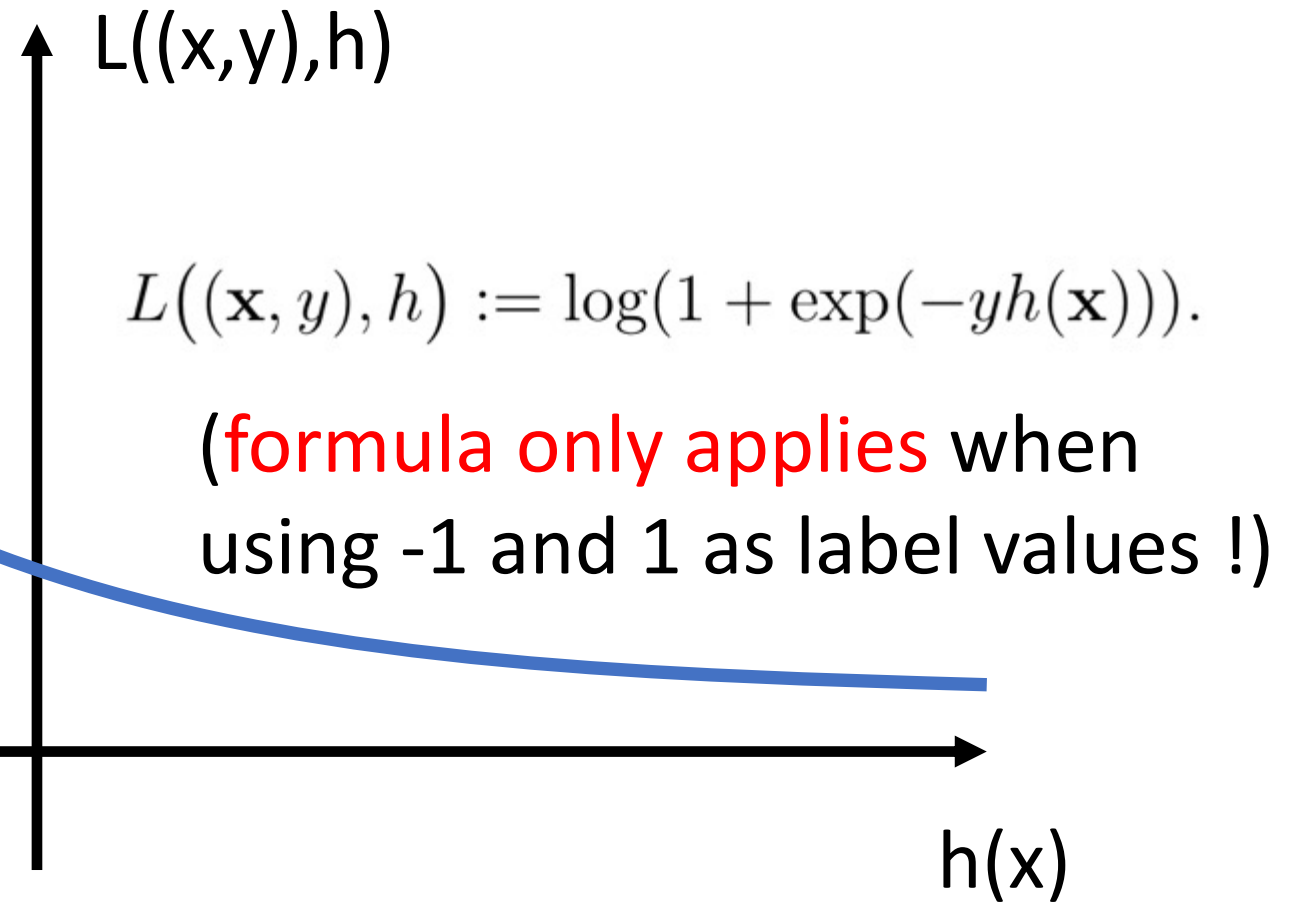 L((x,y),h)
L((x, y), h) := log(1 + exp(−yh(x))).
(formula only applies when
using -1 and 1 as label values !)
h(x)